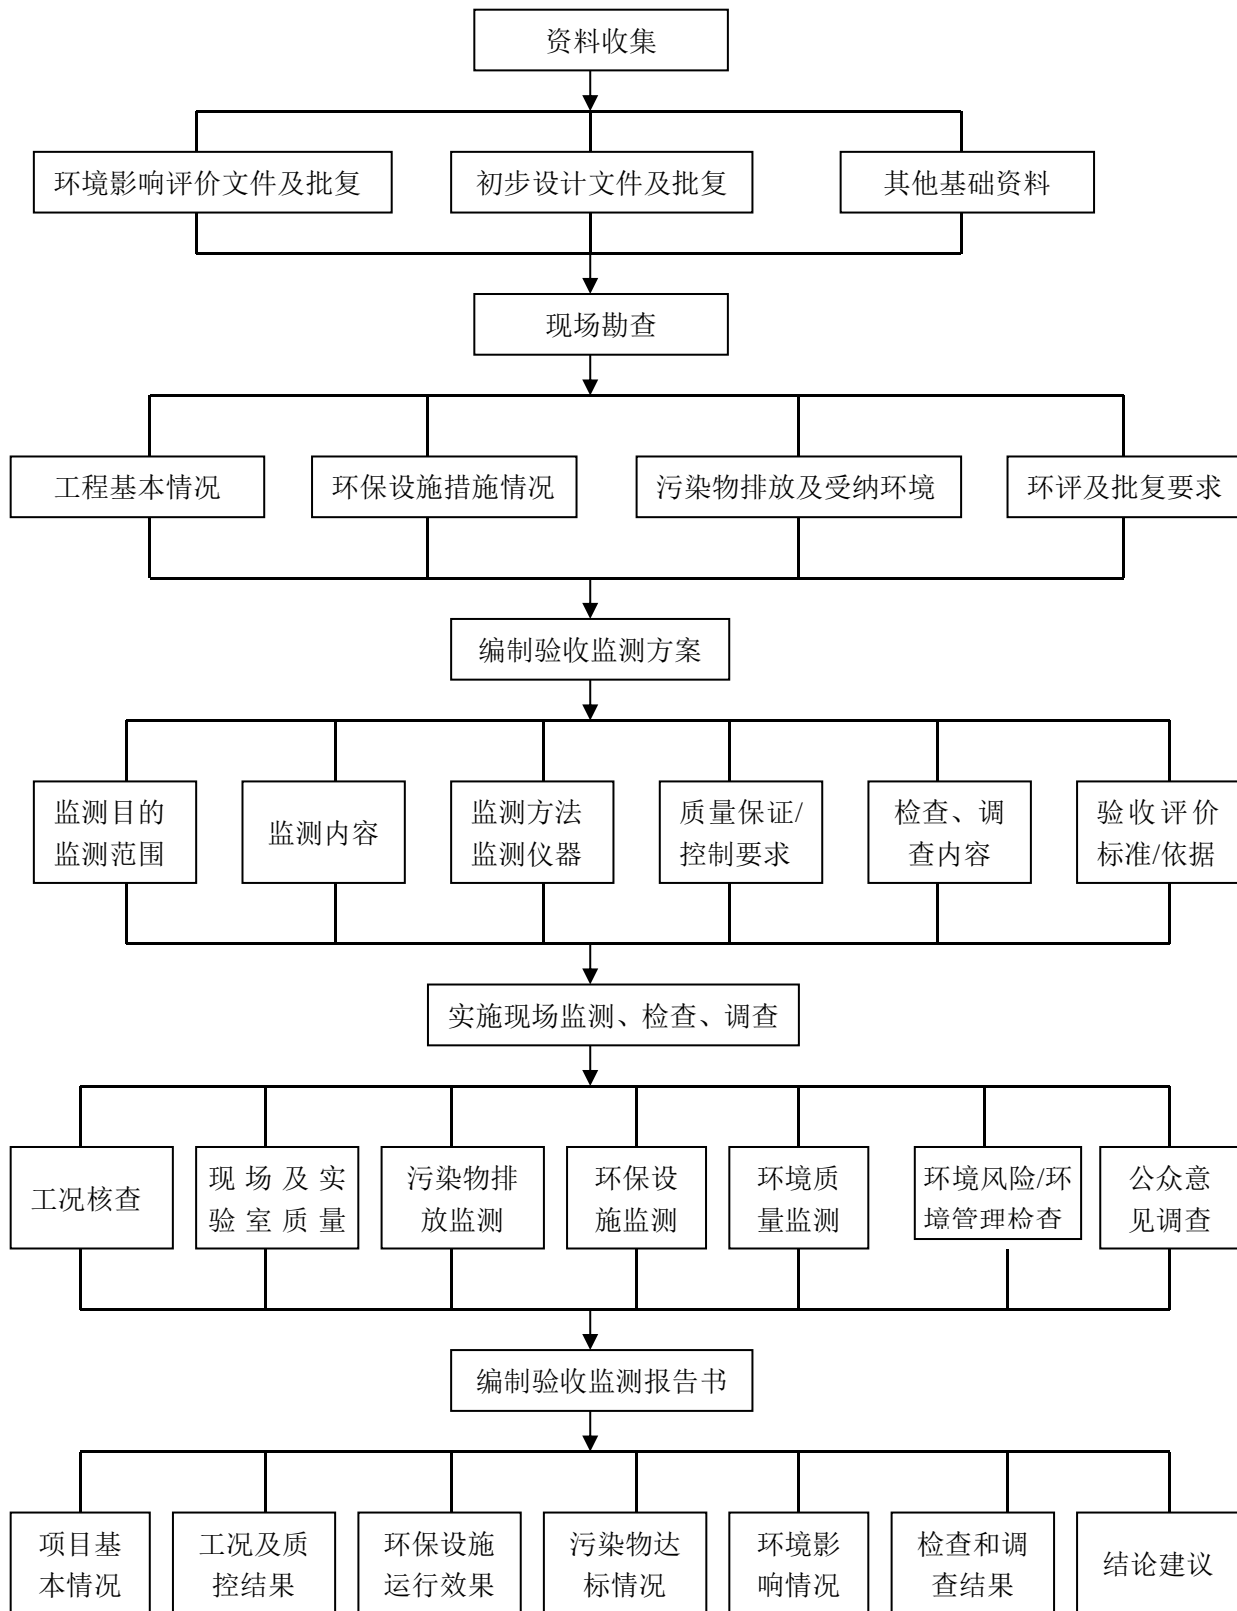 资料收集
环境影响评价文件及批复
初步设计文件及批复
其他基础资料
现场勘查
工程基本情况
环保设施措施情况
污染物排放及受纳环境
环评及批复要求
编制验收监测方案
监测目的
监测范围
监测内容
监测方法
监测仪器
质量保证/
控制要求
检查、调
查内容
验收评价
标准/依据
实施现场监测、检查、调查
工况核查
现场及实
验室质量
污染物排
放监测
环保设
施监测
环境质
量监测
环境风险/环
境管理检查
公众意
见调查
编制验收监测报告书
项目基
本情况
工况及质
控结果
环保设施
运行效果
污染物达
标情况
环境影
响情况
检查和调
查结果
结论建议